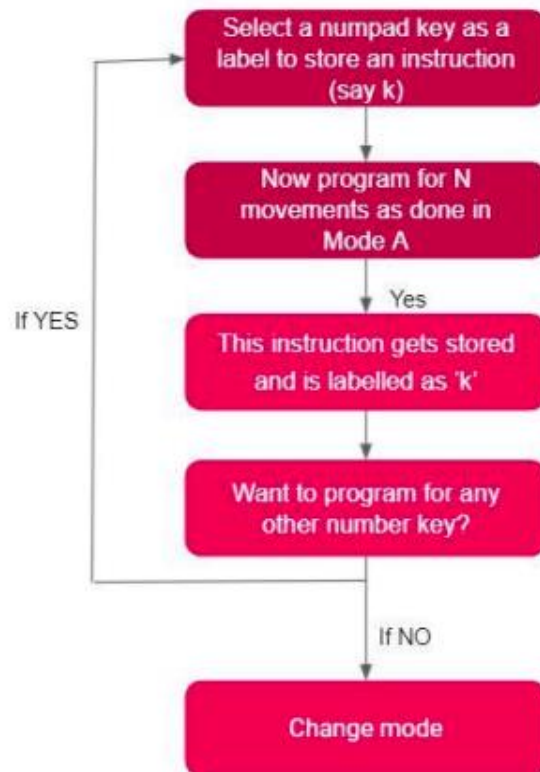 Select a numpad key as a
label to store an instruction
(say k)
Now program for N
movements as done in
Mode A
Yes
If YES
This instruction gets stored
and is labelled as 'k'
Want to program for any
other number key?
If NO
Change mode